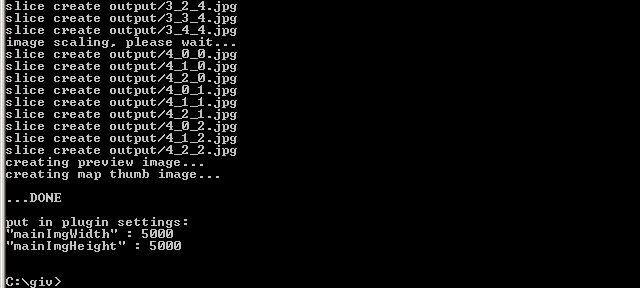 slice create output/3_2_4.jpg
slice create output/3_3_4.jpg
slice create output/3_4_4.jpg
image scaling, please wait...
slice create output/4_0_0.jpg
slice create output/4_1_0.jpg
slice create output/4_2_0.jpg
slice create output/4_0_1.jpg
slice create output/4_1_1.jpg
slice create output/4_2_1.jpg
slice create output/4_0_2.jpg
slice create output/4_1_2.jpg
slice create output/4_2_2.jpg
creating preview image...
creating map thumb image...
...DONE
put in plugin settings:
"mainImgWidth" : 5000
"mainImgHeight" : 5000
C:\giv>